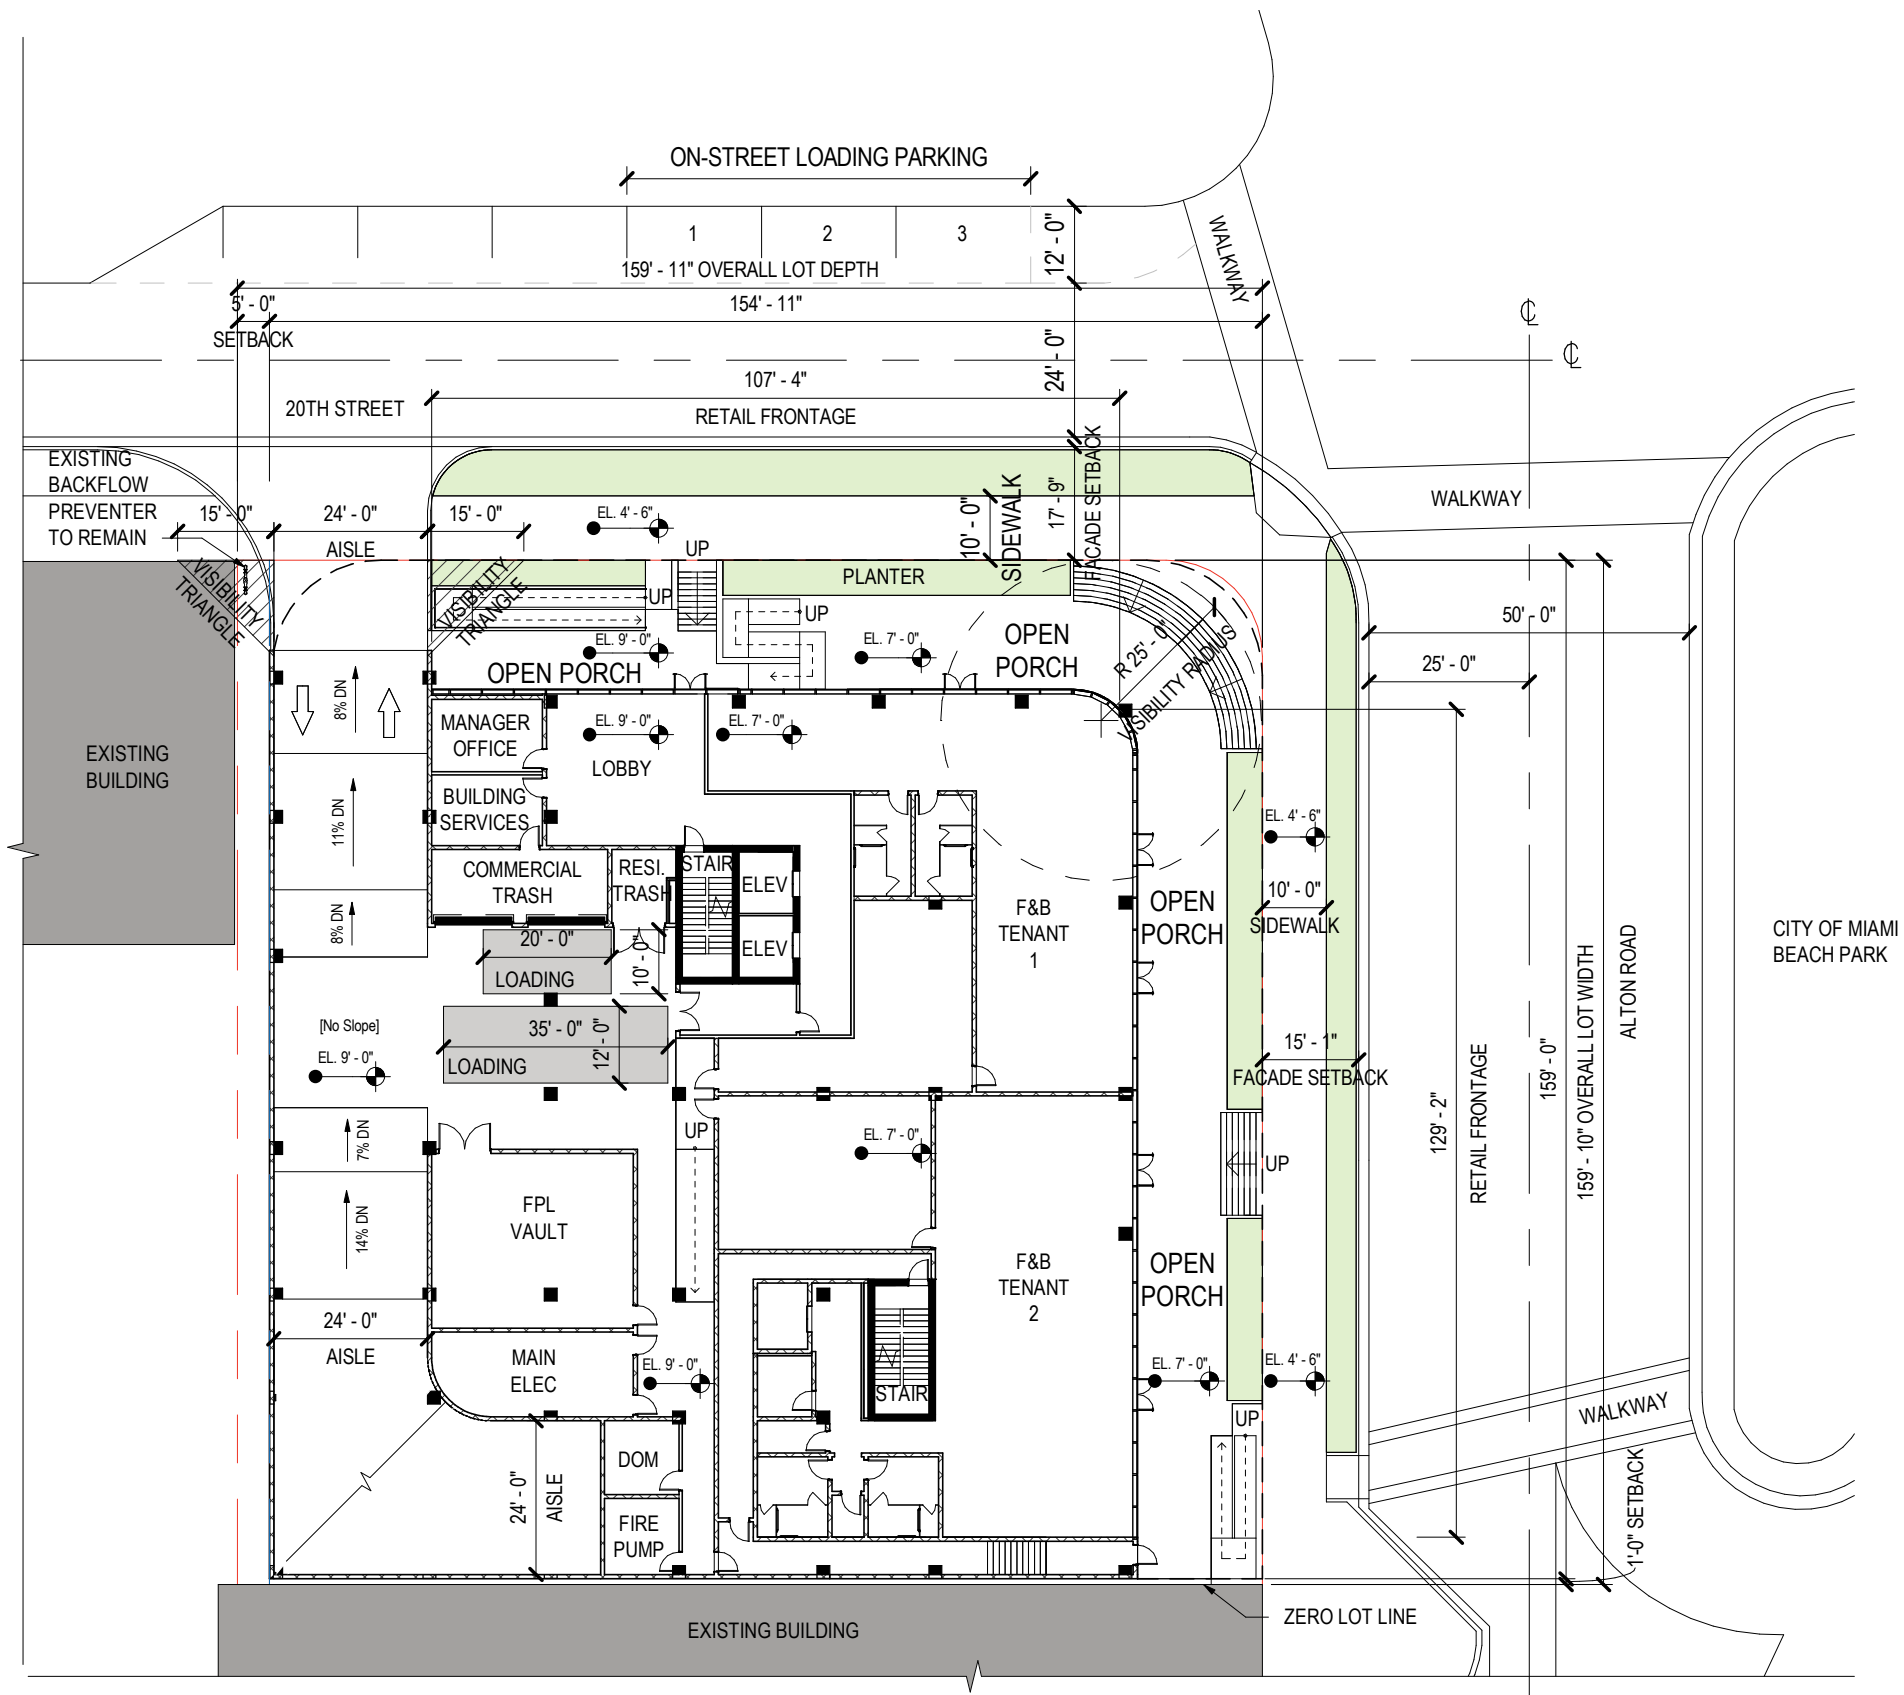 ON-STREET LOADING PARKING
1
2
3
12' - 0"
WALKWAY
159' - 11" OVERALL LOT DEPTH
5' - 0"
154' - 11"
SETBACK
24' - 0"
107' - 4"
20TH STREET
RETAIL FRONTAGE
EXISTING
BACKFLOW
PREVENTER
TO REMAIN
15' - 0"
24' - 0"
15' - 0"
AISLE
EL. 4' - 6"
10' - 0"
SIDEWALK
17' - 9"
FACADE SETBACK
WALKWAY
VISIBILITY
TRIANGLE
VISIBILITY
TRIANGLE
UP
PLANTER
UP
UP
EL. 9' - 0"
EL. 7' - 0"
OPEN
PORCH
OPEN PORCH
R 25' - 0"
VISIBILITY RADIUS
50' - 0"
25' - 0"
8% DN
MANAGER
OFFICE
EL. 9' - 0"
EL. 7' - 0"
LOBBY
EXISTING
BUILDING
BUILDING
SERVICES
11% DN
COMMERCIAL
TRASH
RESI.
TRASH
STAIR
ELEV
ELEV
EL. 4' - 6"
10' - 0"
SIDEWALK
F&B
TENANT
1
OPEN
PORCH
8% DN
20' - 0"
LOADING
10' - 0"
CITY OF MIAMI
BEACH PARK
ALTON ROAD
159' - 10" OVERALL LOT WIDTH
159' - 0"
[No Slope]
EL. 9' - 0"
35' - 0"
LOADING
12' - 0"
15' - 1"
FACADE SETBACK
129' - 2"
RETAIL FRONTAGE
7% DN
UP
EL. 7' - 0"
UP
14% DN
FPL
VAULT
F&B
TENANT
2
OPEN
PORCH
24' - 0"
AISLE
MAIN
ELEC
EL. 9' - 0"
STAIR
EL. 7' - 0"
EL. 4' - 6"
UP
WALKWAY
24' - 0"
AISLE
DOM
FIRE
PUMP
1'-0" SETBACK
ZERO LOT LINE
EXISTING BUILDING